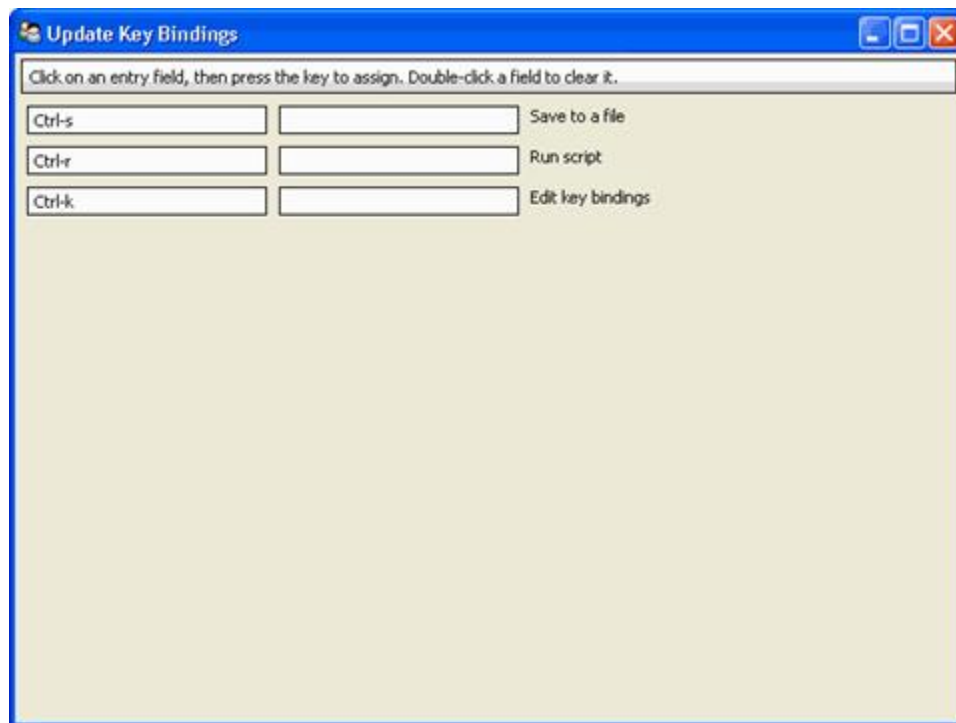 Update Key Bindings
Click on an entry field, then press the key to assign. Double-click a field to clear it.
Ctrl-s Save to a file
Ctrl-r Run script
Ctrl-k Edit key bindings